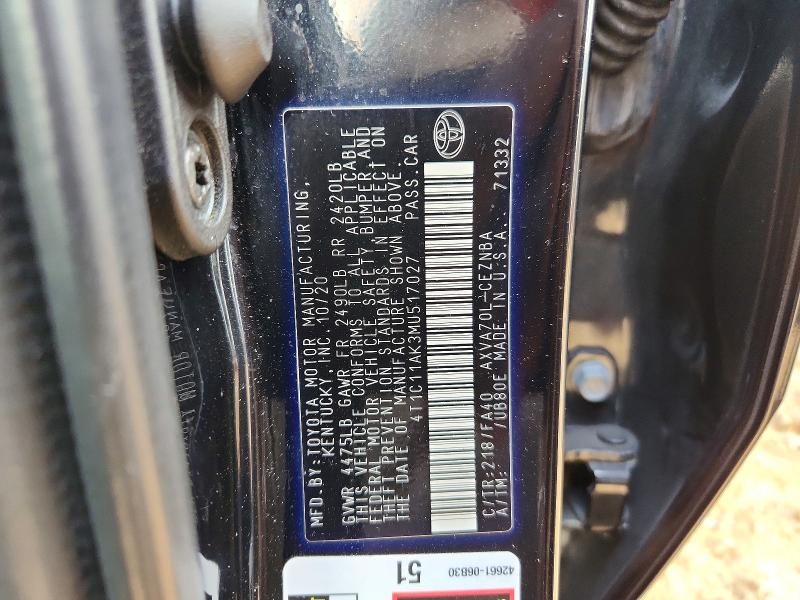 MFD.BY: TOYOTA MOTOR MANUFACTURING,
KENTUCKY, INC. 10/20
GVWR 4475LB GAWR FR 2490LB RR 2420LB
THIS VEHICLE CONFORMS TO ALL APPLICABLE
FEDERAL MOTOR VEHICLE SAFETY, BUMPER AND
THEFT PREVENTION STANDARDS IN EFFECT ON
THE DATE OF MANUFACTURE SHOWN ABOVE.
4T1C11AK3MU517027 PASS.CAR
C/TR:218/FA40 AXVA70L-CEZNBA
A/TM: /UB80E MADE IN U.S.A. 71332
51
42661-06B30